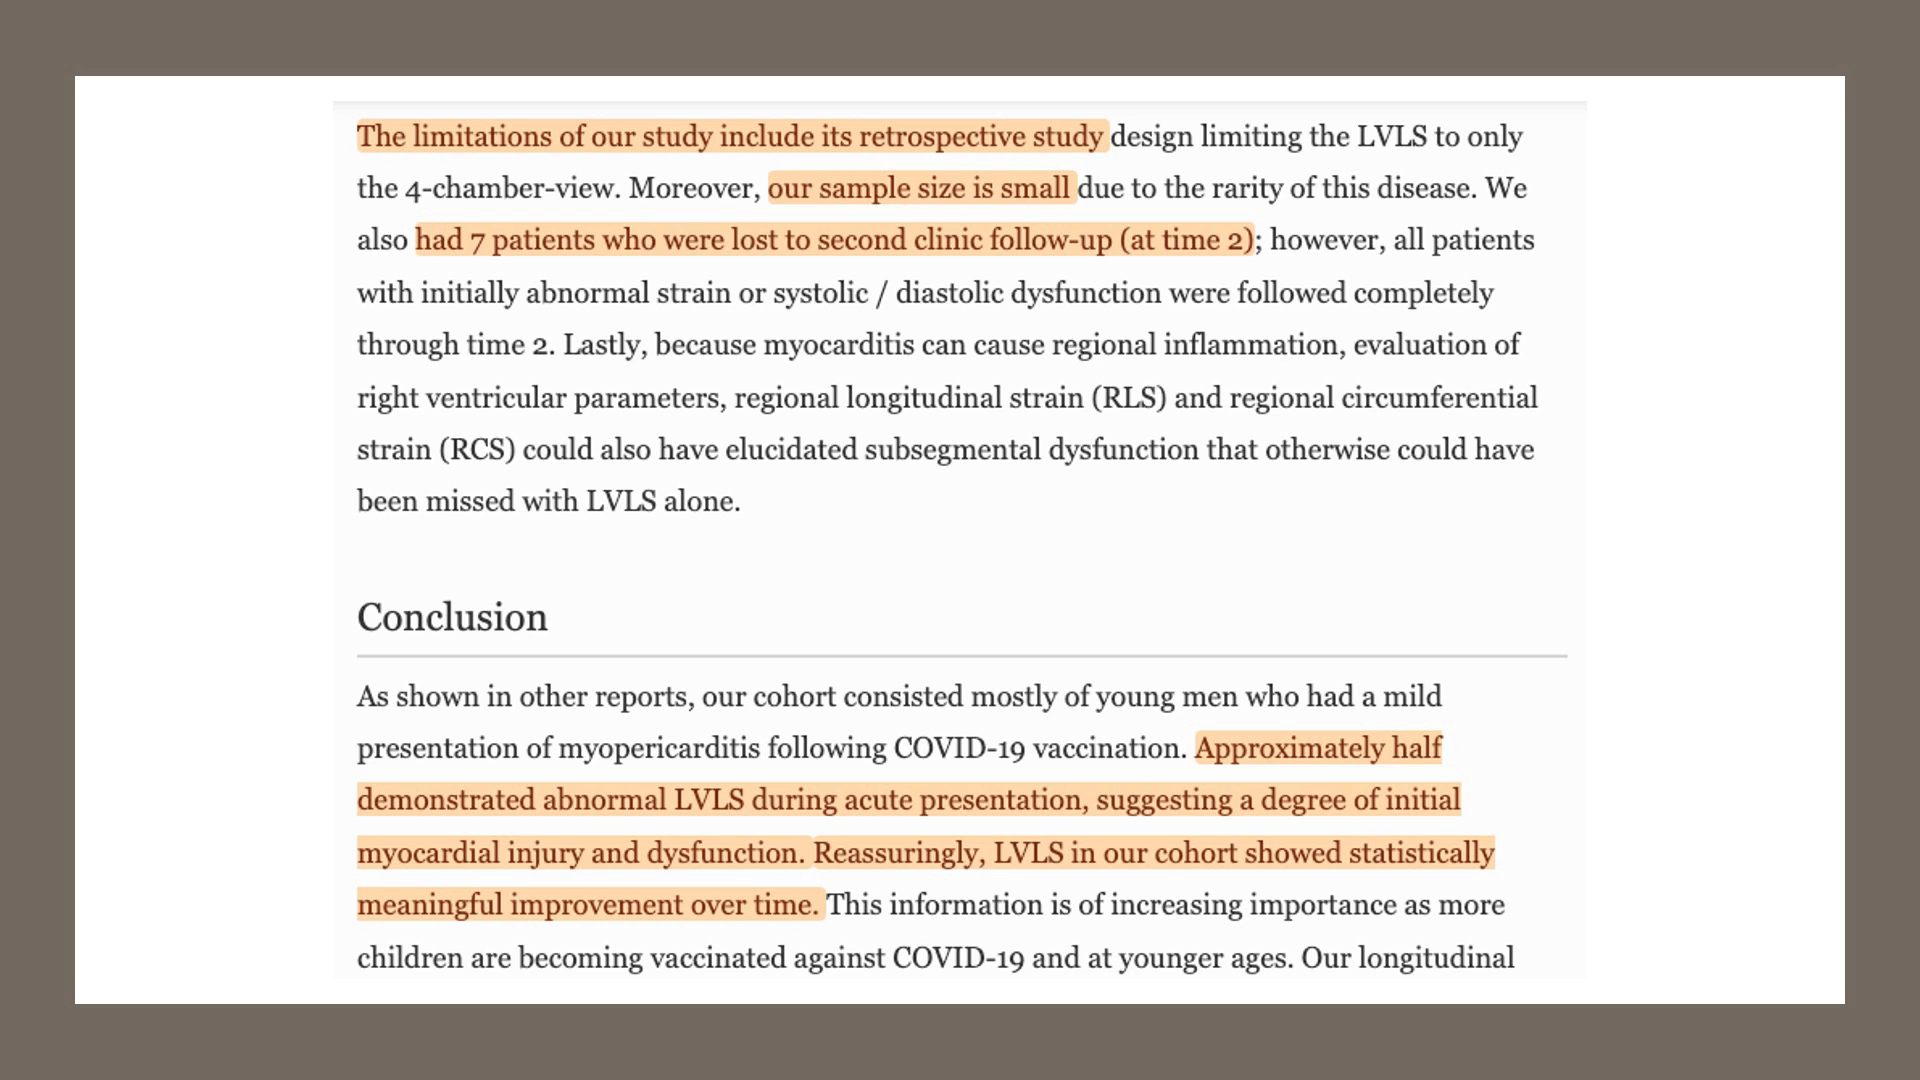 The limitations of our study include its retrospective study design limiting the LVLS to only
the 4-chamber-view. Moreover, our sample size is small due to the rarity of this disease. We
also had 7 patients who were lost to second clinic follow-up (at time 2); however, all patients
with initially abnormal strain or systolic / diastolic dysfunction were followed completely
through time 2. Lastly, because myocarditis can cause regional inflammation, evaluation of
right ventricular parameters, regional longitudinal strain (RLS) and regional circumferential
strain (RCS) could also have elucidated subsegmental dysfunction that otherwise could have
been missed with LVLS alone.
Conclusion
As shown in other reports, our cohort consisted mostly of young men who had a mild
presentation of myopericarditis following COVID-19 vaccination. Approximately half
demonstrated abnormal LVLS during acute presentation, suggesting a degree of initial
myocardial injury and dysfunction. Reassuringly, LVLS in our cohort showed statistically
meaningful improvement over time. This information is of increasing importance as more
children are becoming vaccinated against COVID-19 and at younger ages. Our longitudinal